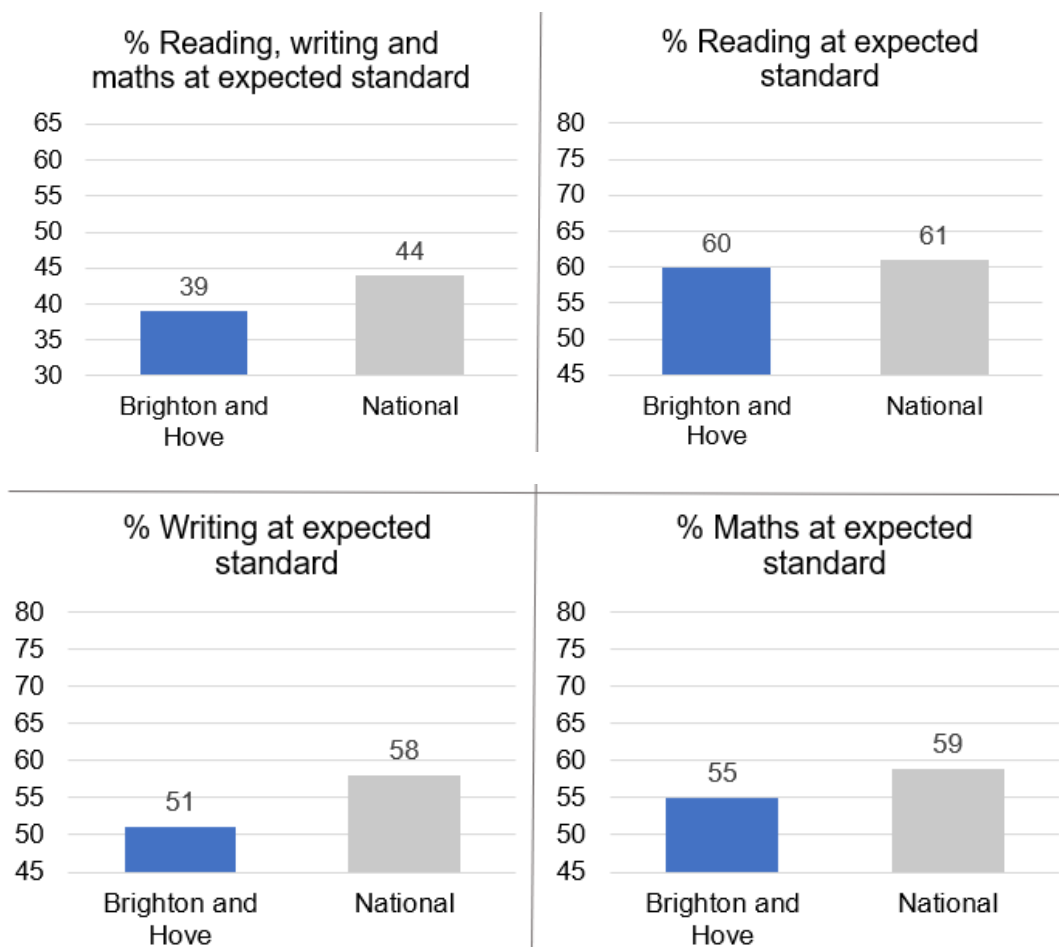 % Reading, writing and
maths at expected standard
65
60
55
50
45
40
35
30
39
44
Brighton and
Hove
National
% Reading at expected
standard
80
75
70
65
60
55
50
45
60
61
Brighton and
Hove
National
% Writing at expected
standard
80
75
70
65
60
55
50
45
51
58
Brighton and
Hove
National
% Maths at expected
standard
80
75
70
65
60
55
50
45
55
59
Brighton and
Hove
National